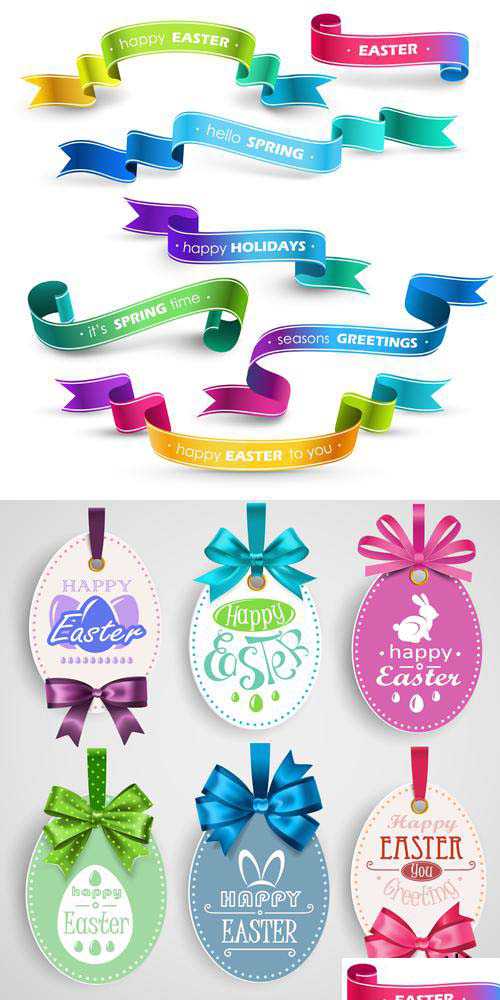 · happy EASTER ·
· EASTER ·
· hello SPRING ·
· happy HOLIDAYS ·
· it's SPRING time ·
· seasons GREETINGS ·
· happy EASTER to you ·
HAPPY
Easter
Happy
EASTER
· happy ·
Easter
happy
Easter
HAPPY
EASTER
Happy
EASTER
You
Greeting
EASTER